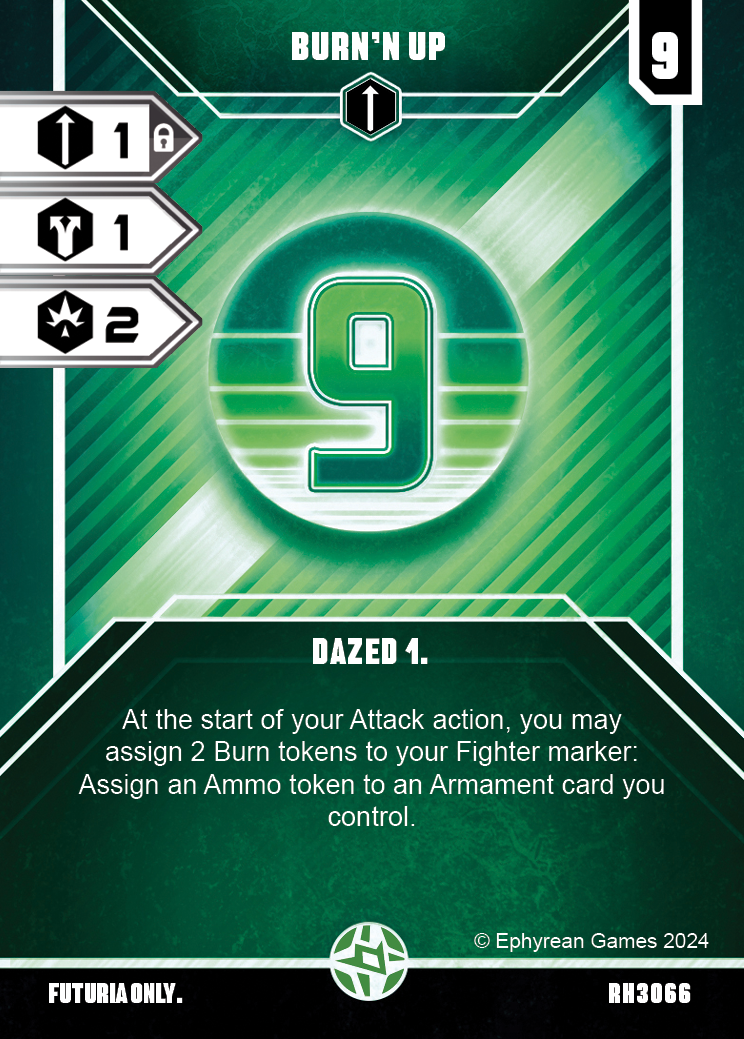 BURN'N UP
9
1
1
2
9
DAZED 1.
At the start of your Attack action, you may
assign 2 Burn tokens to your Fighter marker:
Assign an Ammo token to an Armament card you
control.
© Ephyrean Games 2024
FUTURIA ONLY.
RH3066